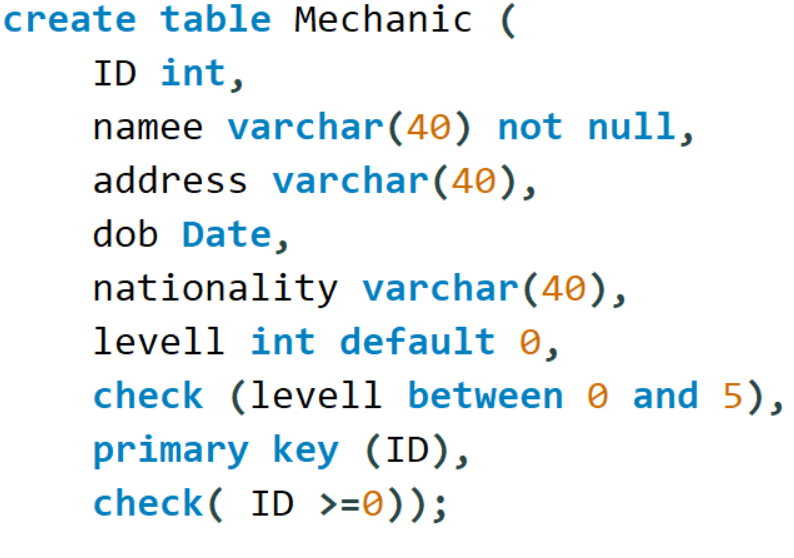 create table Mechanic (
ID int,
namee varchar(40) not null,
address varchar(40),
dob Date,
nationality varchar(40),
levell int default 0,
check (levell between 0 and 5),
primary key (ID),
check( ID >=0));